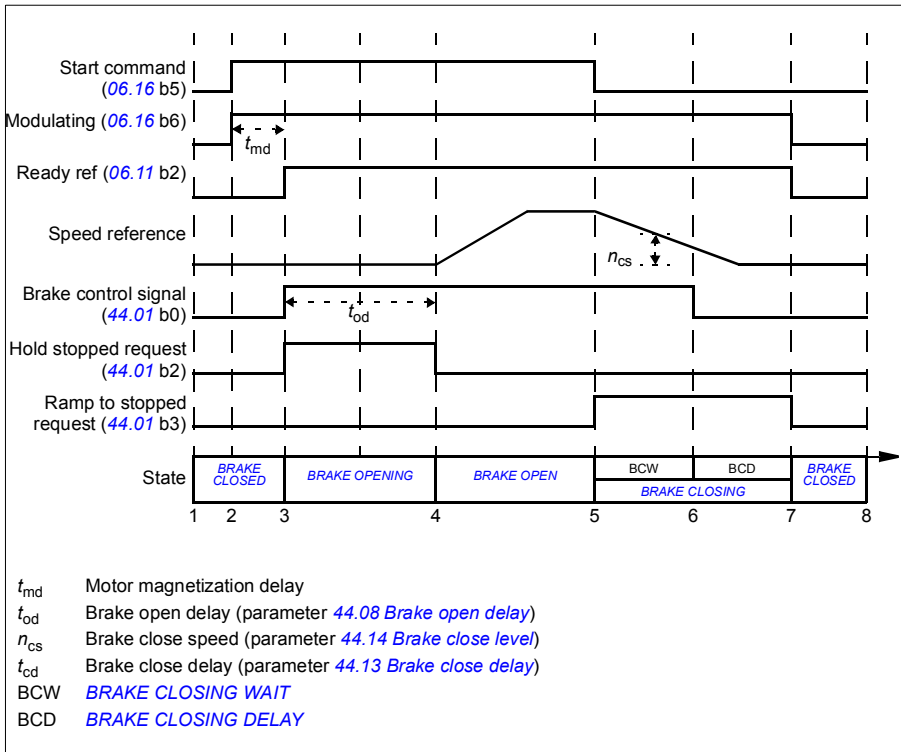 Start command
(06.16 b5)
Modulating (06.16 b6)
tmd
Ready ref (06.11 b2)
Speed reference
ncs
Brake control signal
(44.01 b0)
tod
Hold stopped request
(44.01 b2)
Ramp to stopped
request (44.01 b3)
State
BRAKE CLOSED
BRAKE OPENING
BRAKE OPEN
BCW
BCD
BRAKE CLOSING
BRAKE CLOSED
1 2 3 4 5 6 7 8
tmd Motor magnetization delay
tod Brake open delay (parameter 44.08 Brake open delay)
ncs Brake close speed (parameter 44.14 Brake close level)
tcd Brake close delay (parameter 44.13 Brake close delay)
BCW BRAKE CLOSING WAIT
BCD BRAKE CLOSING DELAY